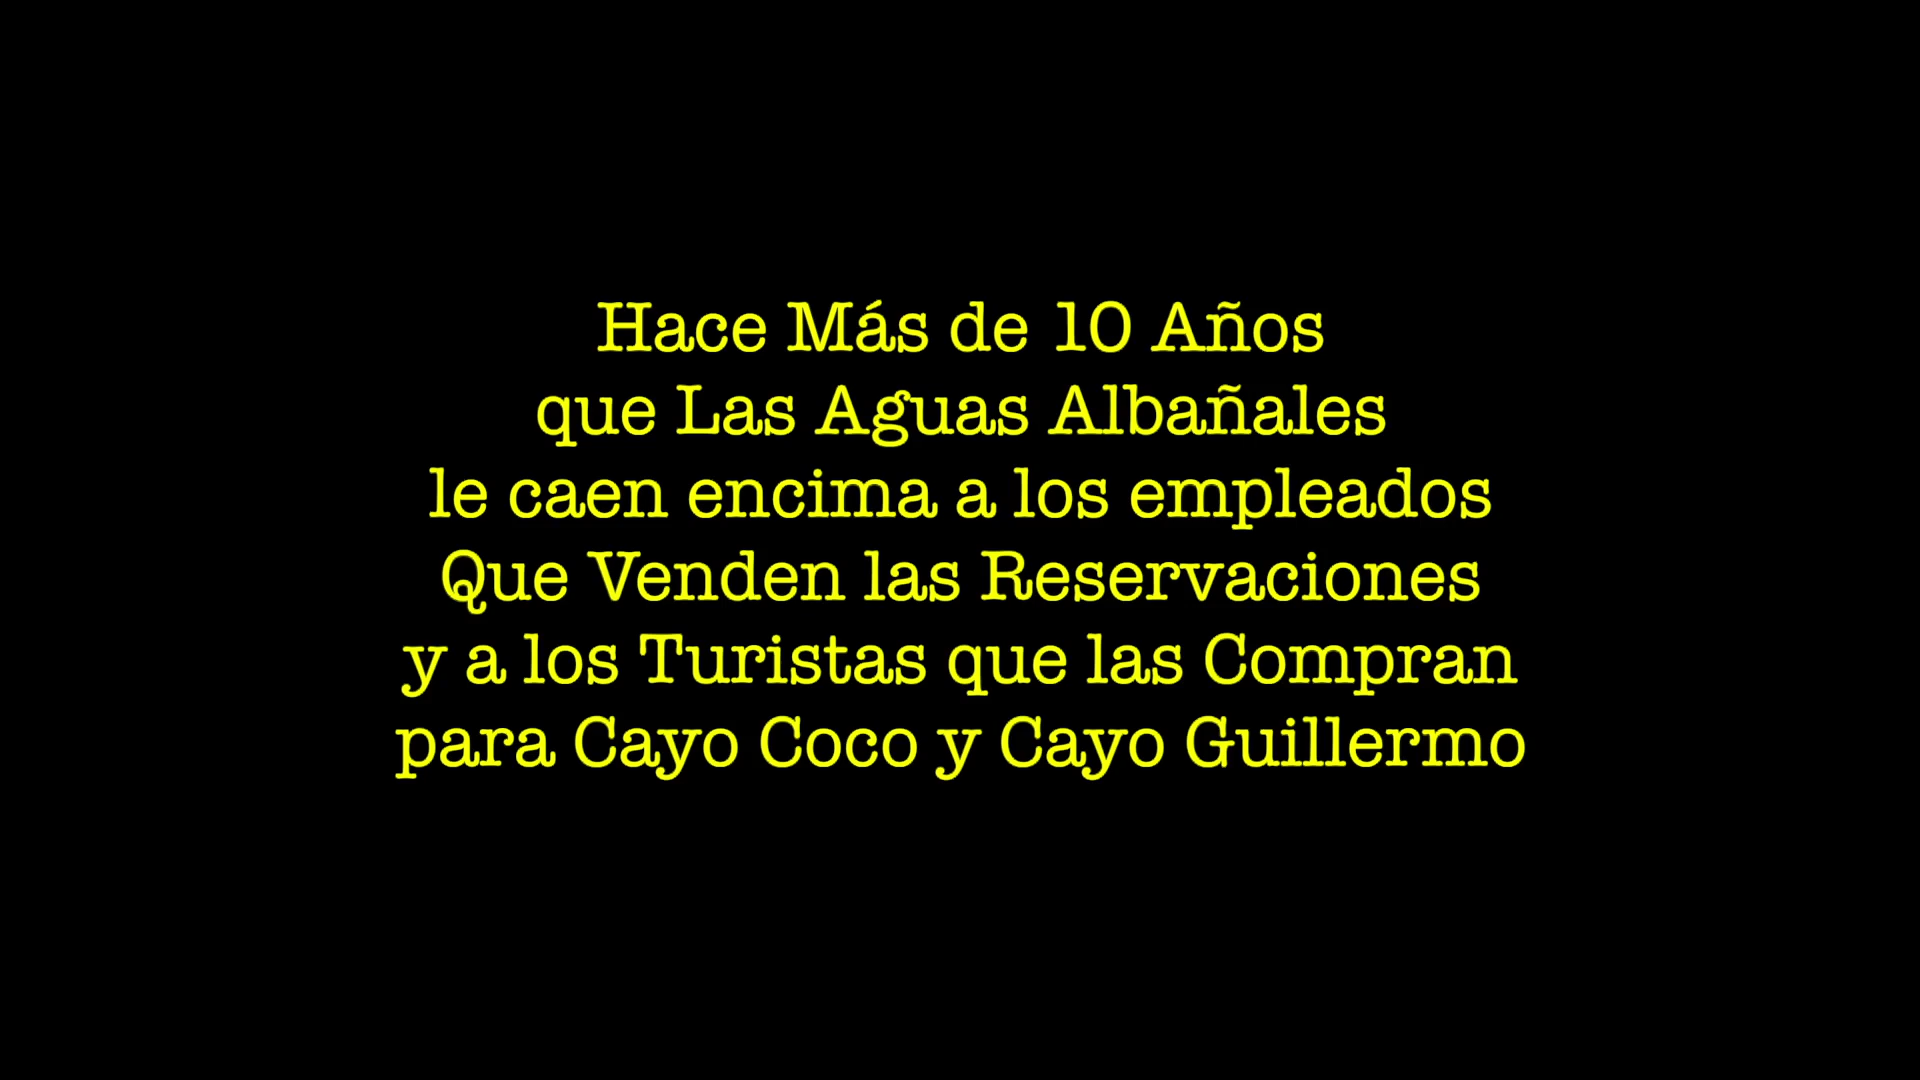 Hace Más de 10 Años
que Las Aguas Albañales
le caen encima a los empleados
Que Venden las Reservaciones
y a los Turistas que las Compran
para Cayo Coco y Cayo Guillermo